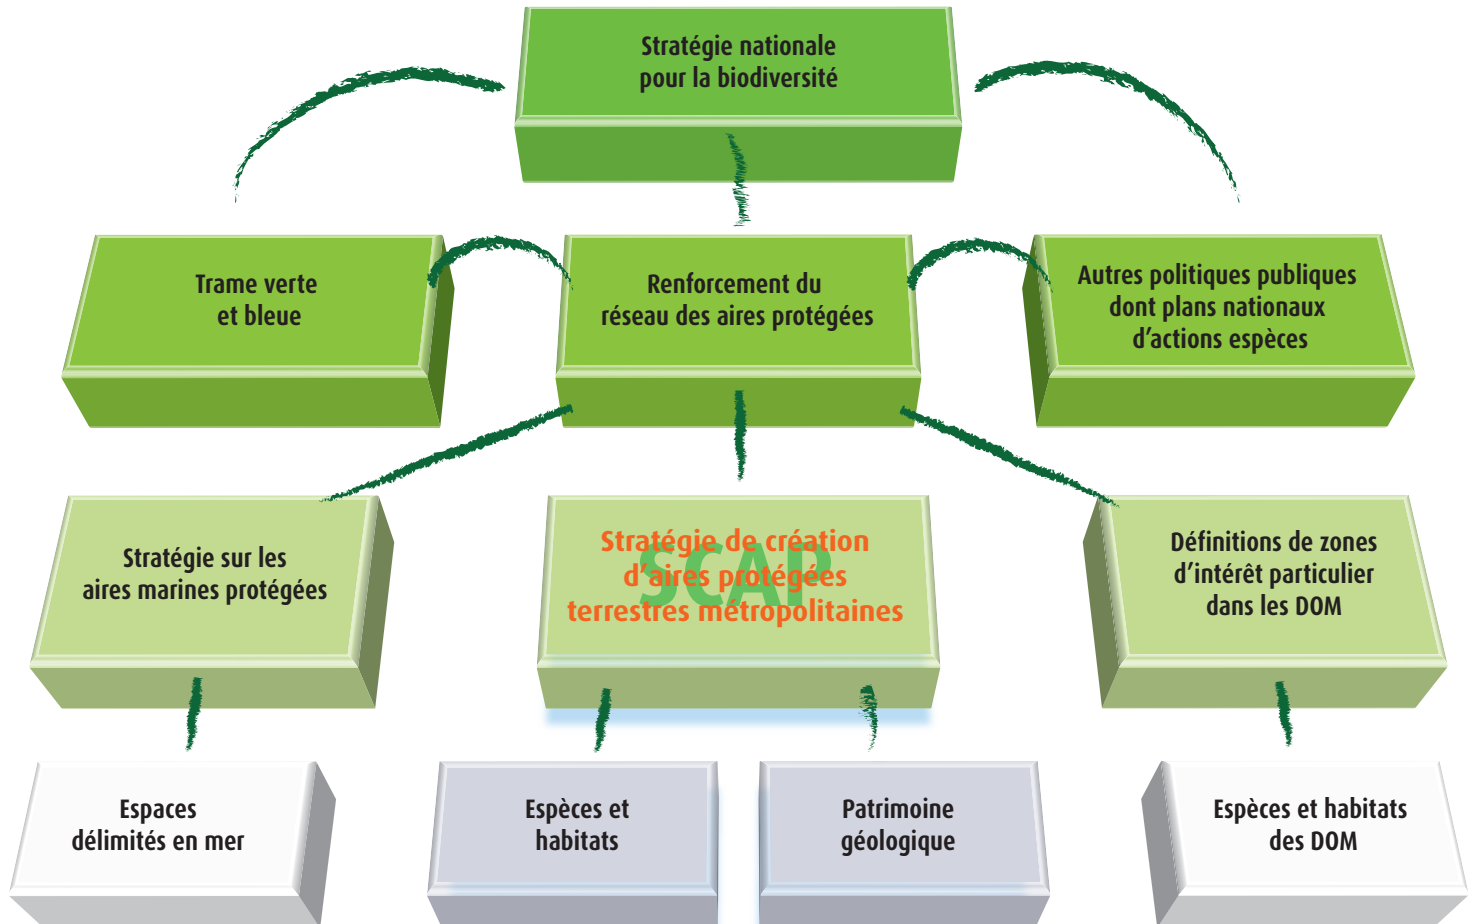 Stratégie nationale
pour la biodiversité
Trame verte
et bleue
Renforcement du
réseau des aires protégées
Autres politiques publiques
dont plans nationaux
d'actions espèces
Stratégie sur les
aires marines protégées
SCAP
Stratégie de création
d'aires protégées
terrestres métropolitaines
Définitions de zones
d'intérêt particulier
dans les DOM
Espaces
délimités en mer
Espèces et
habitats
Patrimoine
géologique
Espèces et habitats
des DOM